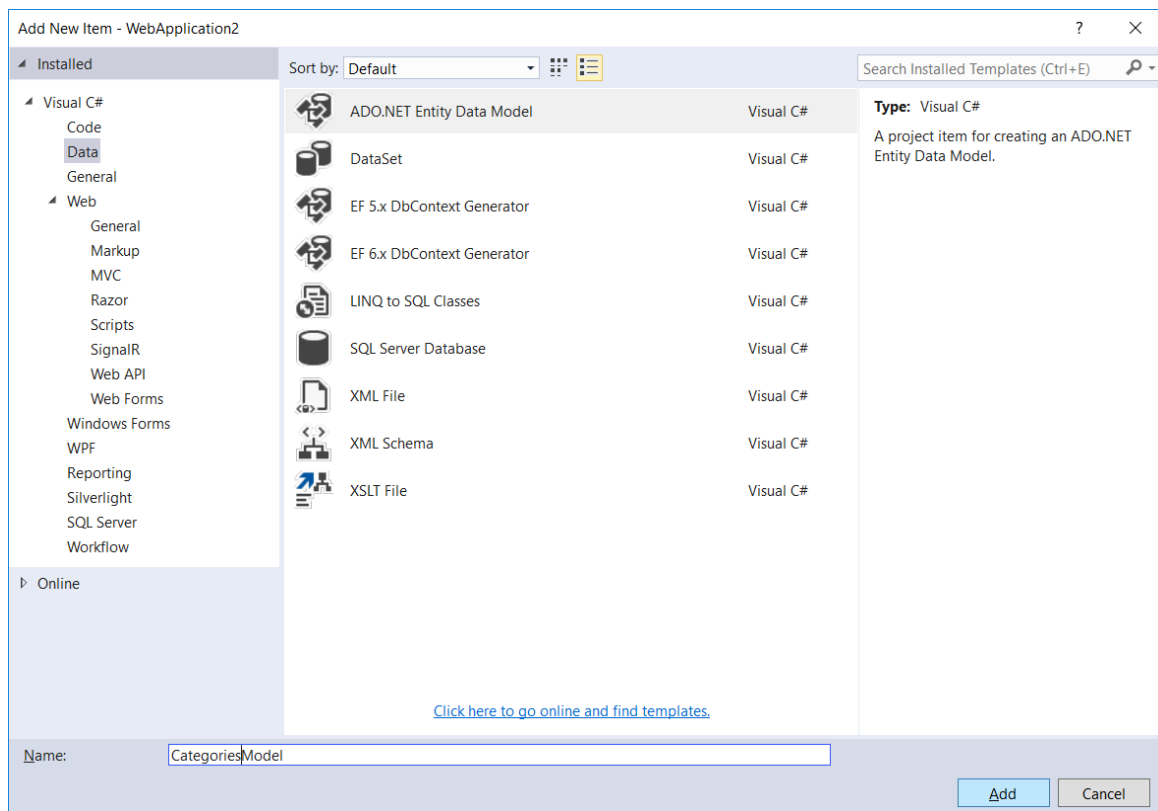 Add New Item - WebApplication2
?
Installed
Sort by: Default
Search Installed Templates (Ctrl+E)
Visual C#
Code
Data
General
Web
General
Markup
MVC
Razor
Scripts
SignalR
Web API
Web Forms
Windows Forms
WPF
Reporting
Silverlight
SQL Server
Workflow
Online
ADO.NET Entity Data Model Visual C#
DataSet Visual C#
EF 5.x DbContext Generator Visual C#
EF 6.x DbContext Generator Visual C#
LINQ to SQL Classes Visual C#
SQL Server Database Visual C#
XML File Visual C#
XML Schema Visual C#
XSLT File Visual C#
Click here to go online and find templates.
Type: Visual C#
A project item for creating an ADO.NET
Entity Data Model.
Name: CategoriesModel
Add Cancel